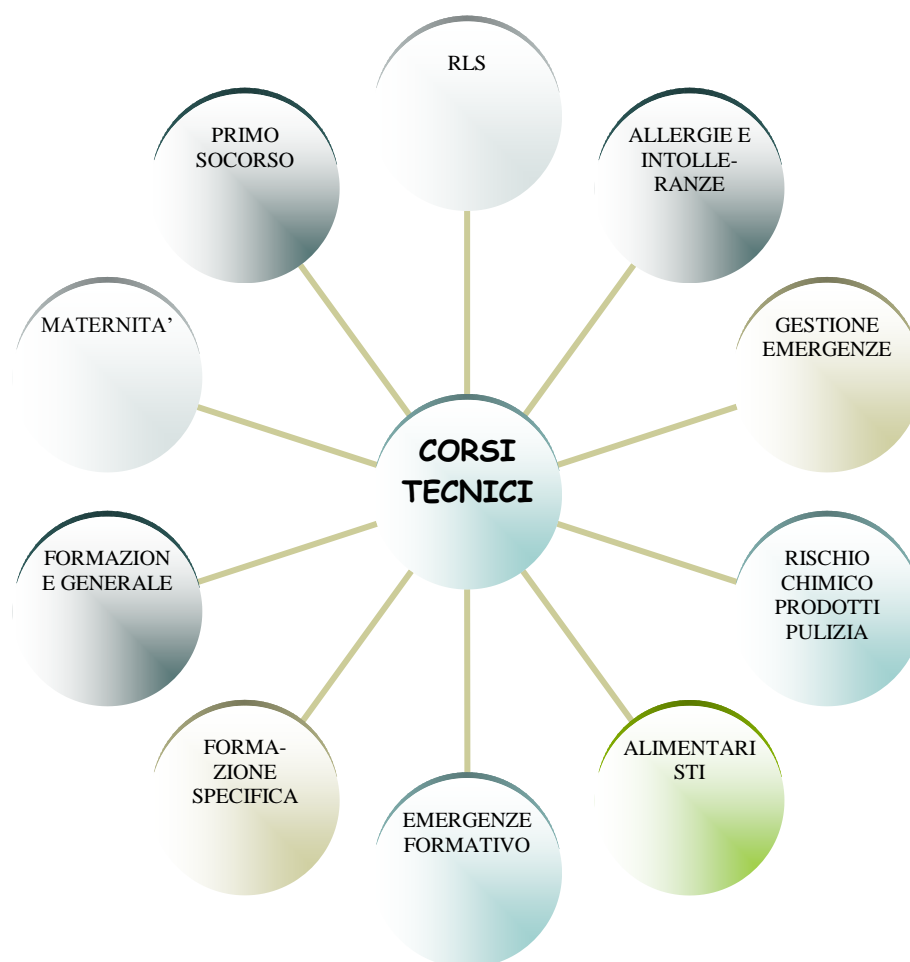 RLS
PRIMO
SOCORSO
ALLERGIE E
INTOLLE-
RANZE
MATERNITA’
GESTIONE
EMERGENZE
CORSI
TECNICI
FORMAZION
E GENERALE
RISCHIO
CHIMICO
PRODOTTI
PULIZIA
FORMA-
ZIONE
SPECIFICA
ALIMENTARI
STI
EMERGENZE
FORMATIVO